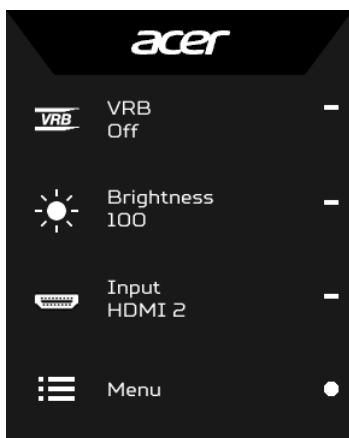 acer
VRB
VRB
Off
Brightness
100
Input
HDMI 2
Menu